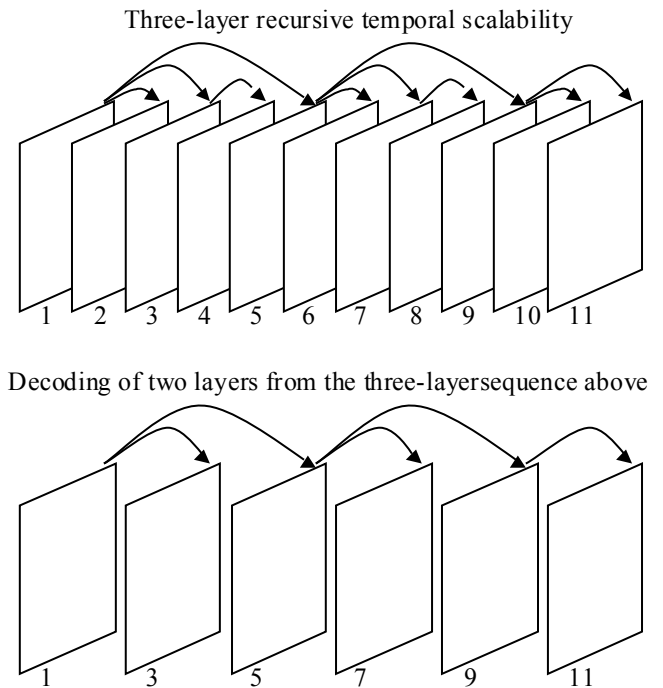 Three-layer recursive temporal scalability
1 2 3 4 5 6 7 8 9 10 11
Decoding of two layers from the three-layersequence above
1 3 5 7 9 11